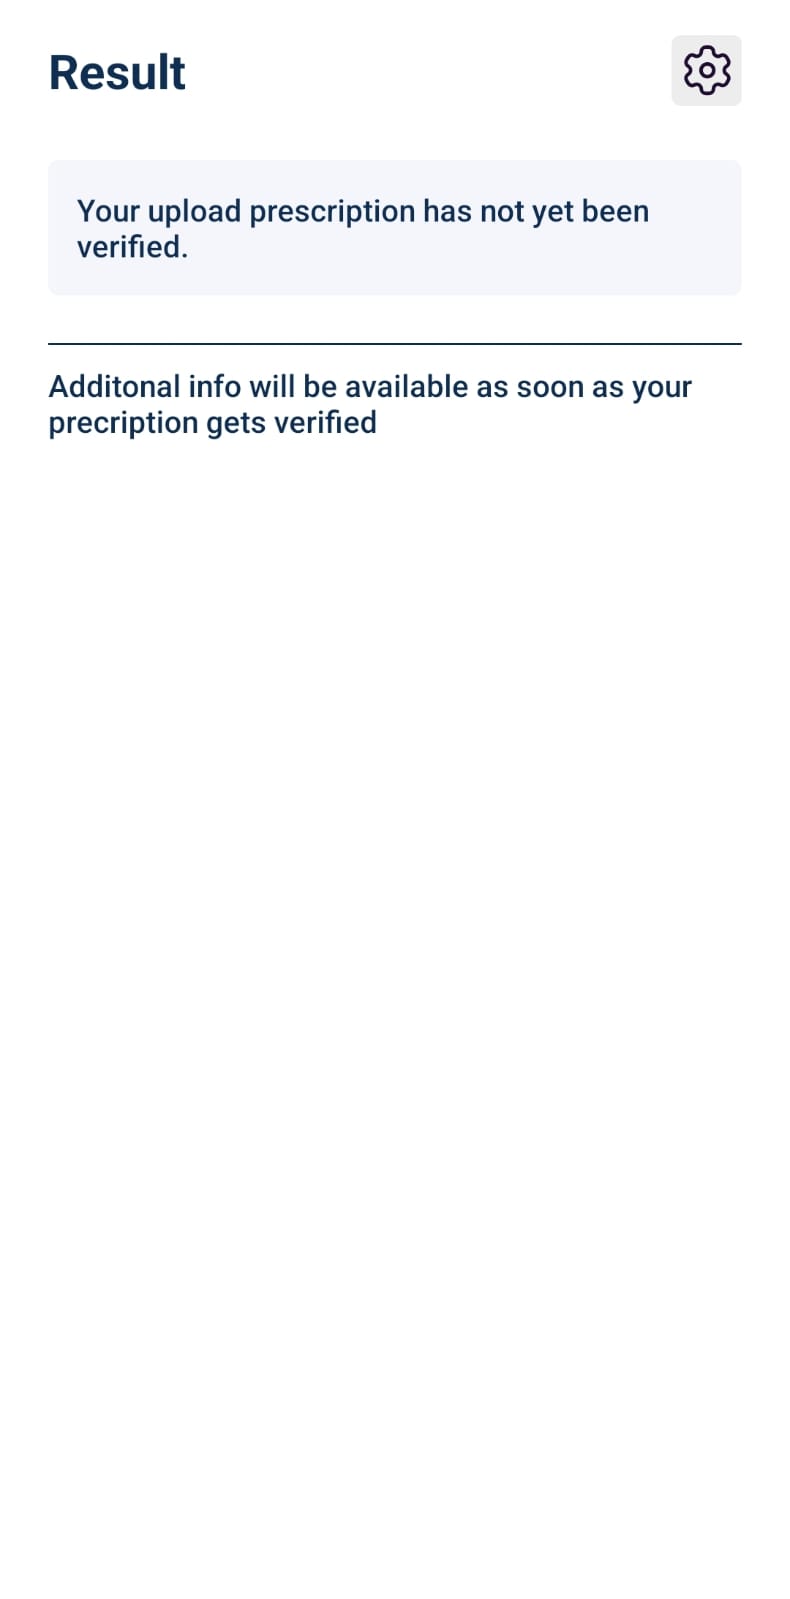 Result
Your upload prescription has not yet been
verified.
Additonal info will be available as soon as your
precription gets verified